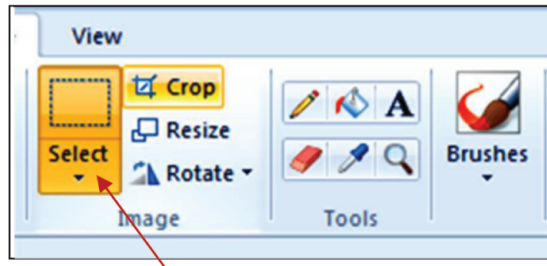 View
Crop
Resize
Select
Rotate
Brushes
Image
Tools